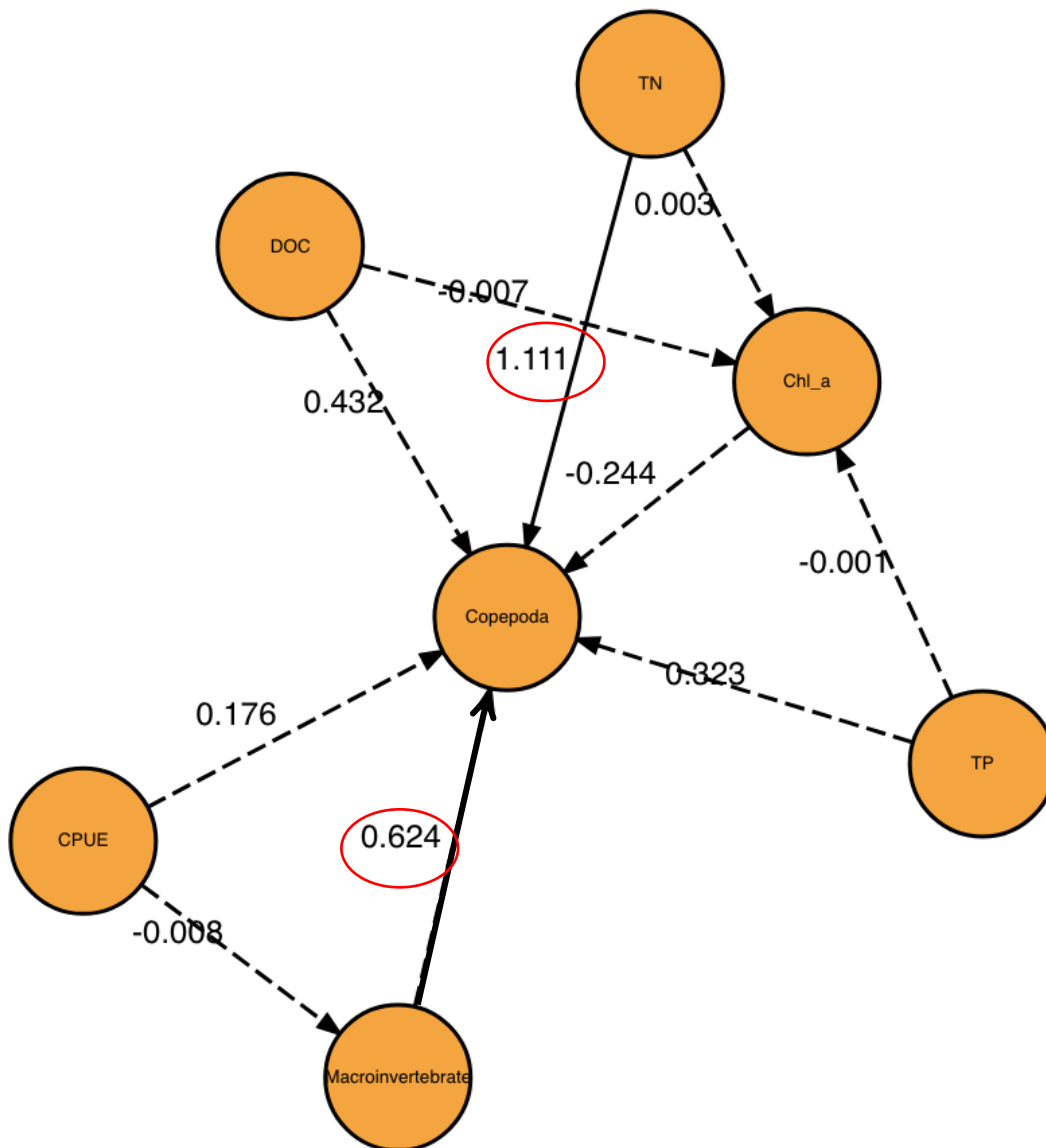 TN
0.003
DOC
-0.007
1.111
Chl_a
0.432
-0.244
-0.001
Copepoda
0.323
0.176
TP
0.624
CPUE
-0.008
Macroinvertebrate